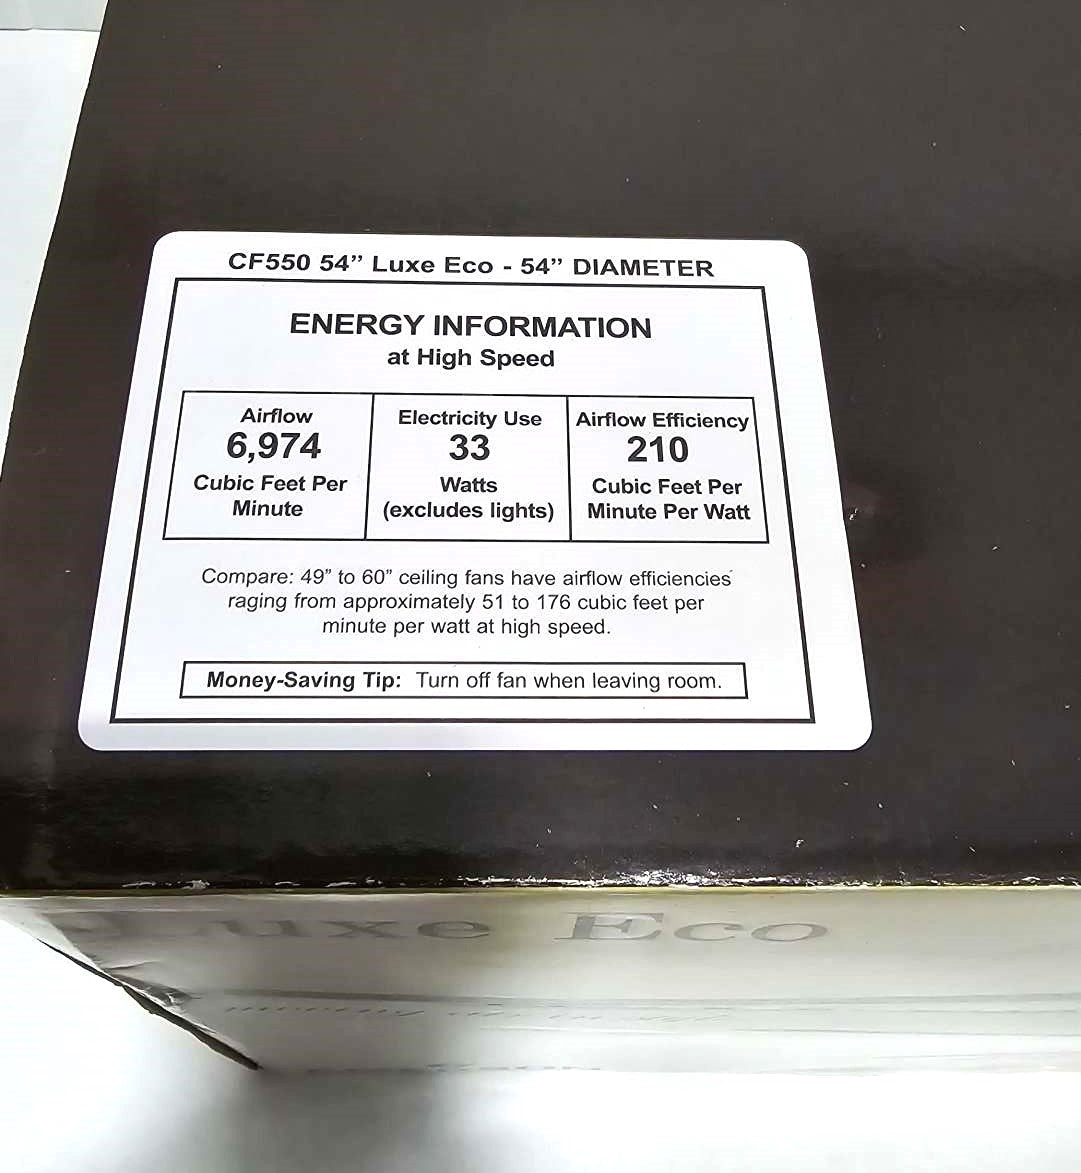 CF550 54” Luxe Eco - 54” DIAMETER
ENERGY INFORMATION
at High Speed
Airflow
6,974
Cubic Feet Per
Minute
Electricity Use
33
Watts
(excludes lights)
Airflow Efficiency
210
Cubic Feet Per
Minute Per Watt
Compare: 49” to 60” ceiling fans have airflow efficiencies
raging from approximately 51 to 176 cubic feet per
minute per watt at high speed.
Money-Saving Tip: Turn off fan when leaving room.
Luxe Eco